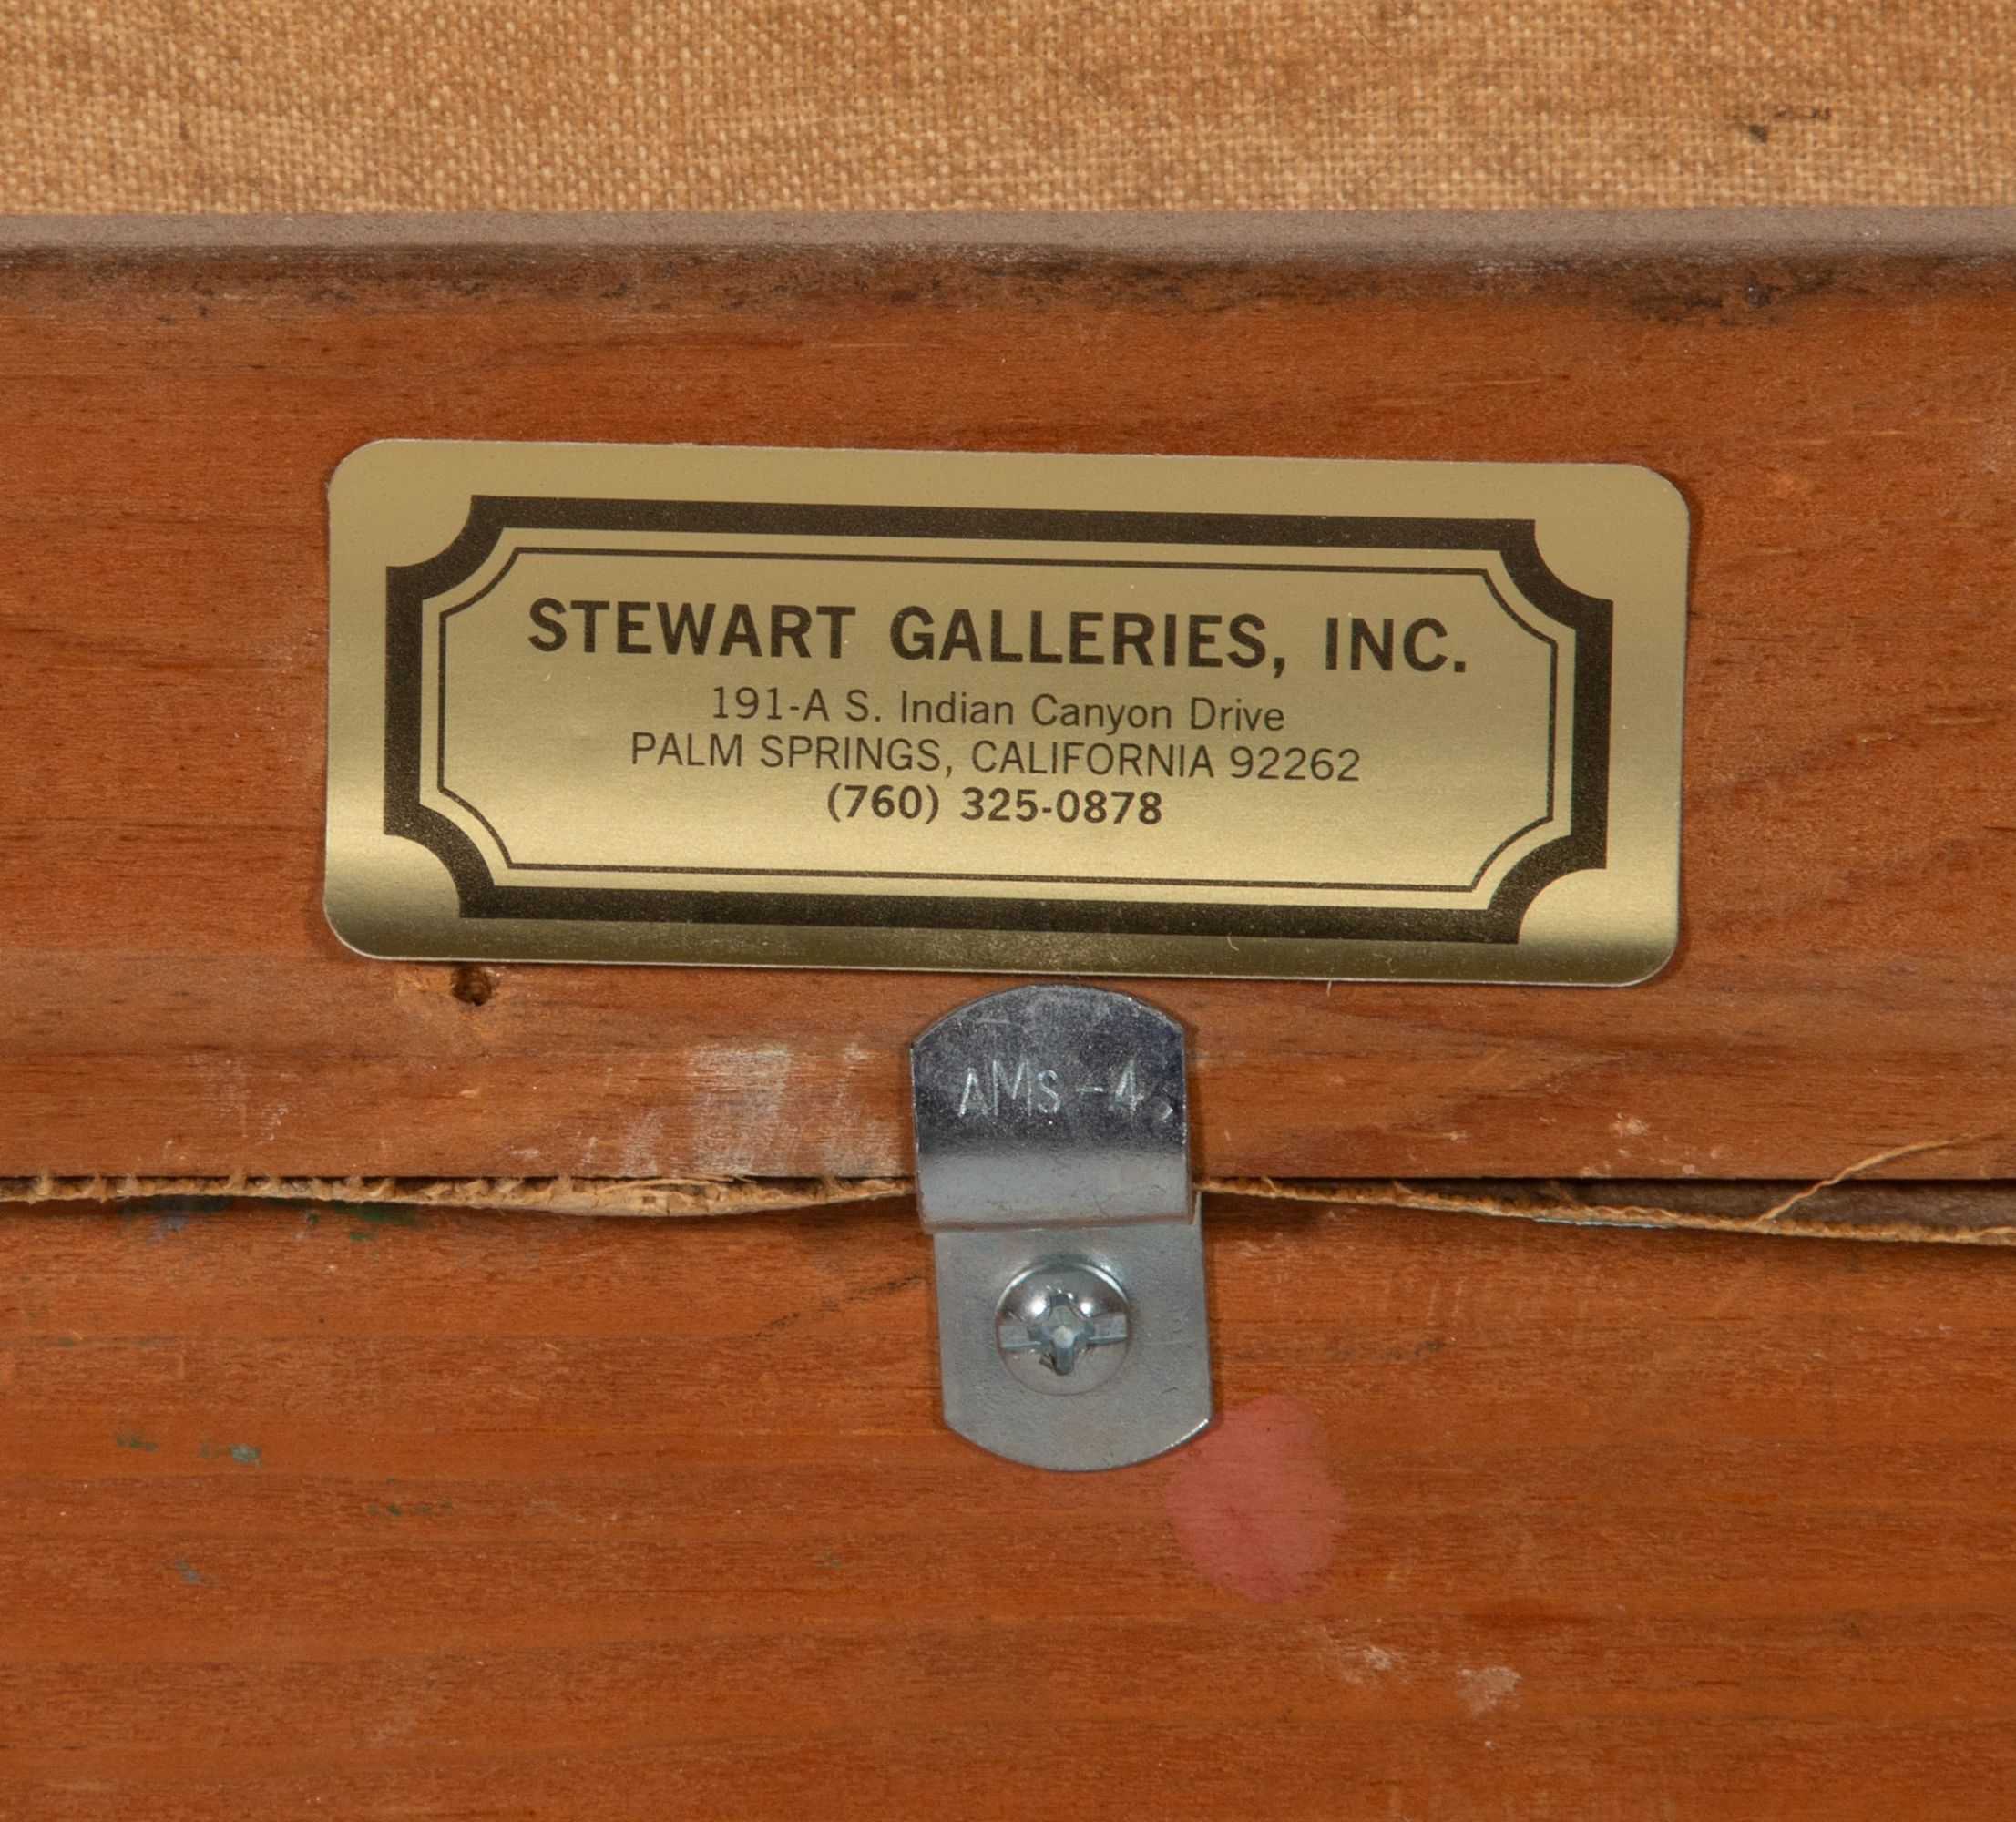 STEWART GALLERIES, INC.
191-A S. Indian Canyon Drive
PALM SPRINGS, CALIFORNIA 92262
(760) 325-0878
AMS-4